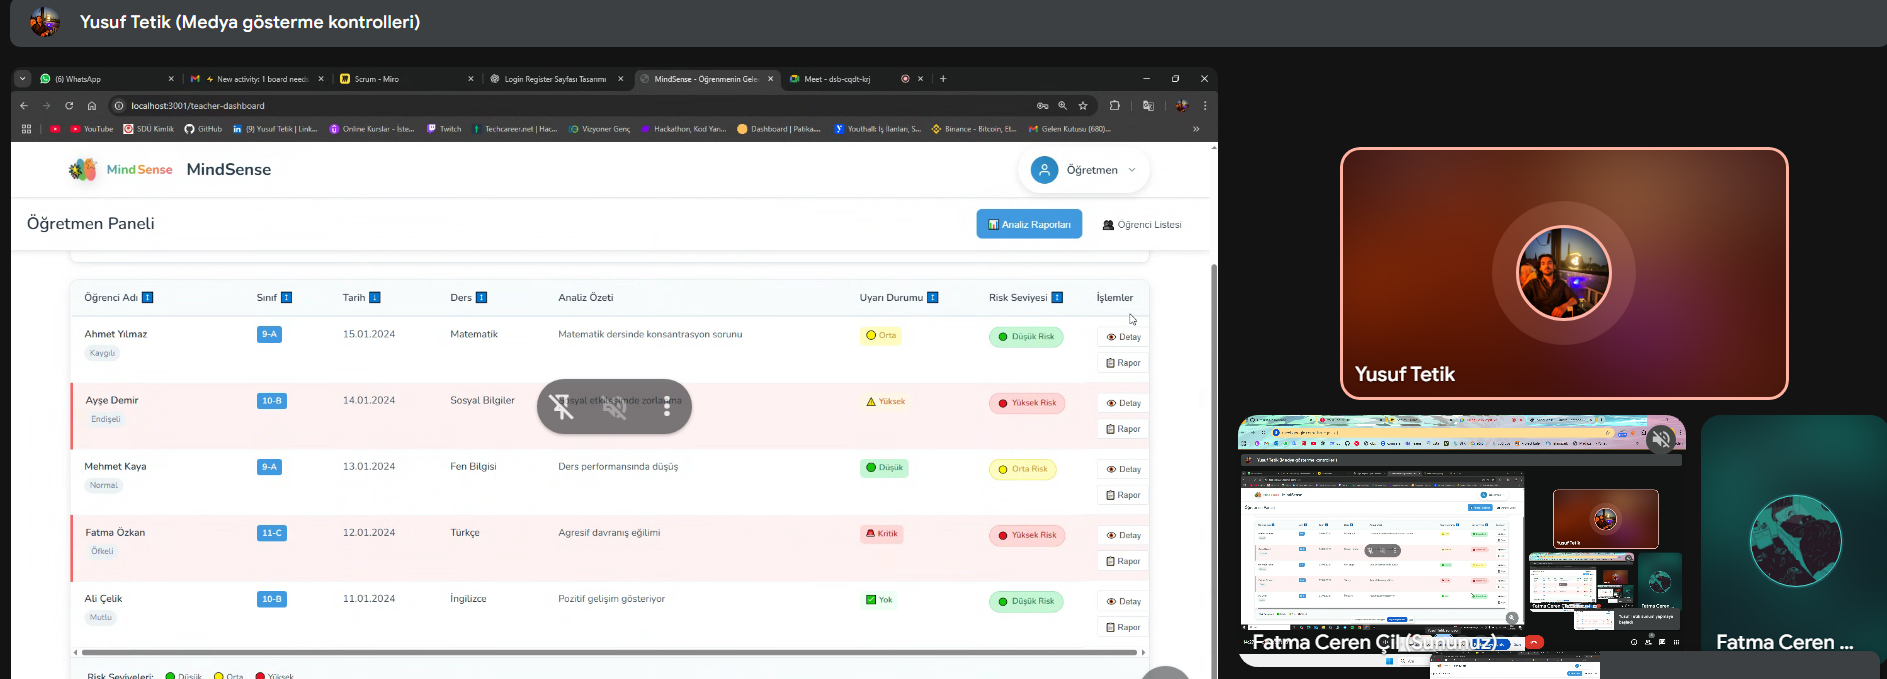 Yusuf Tetik (Medya gösterme kontrolleri)
(6) WhatsApp
New activity: 1 board needs
Scrum - Miro
Login Register Sayfası Tasarımı
MindSense - Öğrenmenin Gele
Meet - dsb-cqdt-krj
localhost:3001/teacher-dashboard
YouTube
SDÜ Kimlik
GitHub
(9) Yusuf Tetik | Link...
Online Kurslar - İste...
Twitch
Techcareer.net | Hac...
Vizyoner Genç
Hackathon, Kod Yarı...
Dashboard | Patika....
Youthall: İş İlanları, S...
Binance - Bitcoin, Et...
Gelen Kutusu (680)...
MindSense
MindSense
Öğretmen
Öğretmen Paneli
Analiz Raporları
Öğrenci Listesi
Öğrenci Adı Sınıf Tarih Ders Analiz Özeti Uyarı Durumu Risk Seviyesi İşlemler
Ahmet Yılmaz 9-A 15.01.2024 Matematik Matematik dersinde konsantrasyon sorunu Orta Düşük Risk Detay
Kaygılı Rapor
Ayşe Demir 10-B 14.01.2024 Sosyal Bilgiler Sosyal etkileşimde zorlanma Yüksek Yüksek Risk Detay
Endişeli Rapor
Mehmet Kaya 9-A 13.01.2024 Fen Bilgisi Ders performansında düşüş Düşük Orta Risk Detay
Normal Rapor
Fatma Özkan 11-C 12.01.2024 Türkçe Agresif davranış eğilimi Kritik Yüksek Risk Detay
Öfkeli Rapor
Ali Çelik 10-B 11.01.2024 İngilizce Pozitif gelişim gösteriyor Yok Düşük Risk Detay
Mutlu Rapor
Risk Seviyeleri: Düşük Orta Yüksek
Yusuf Tetik
Fatma Ceren Çil (Sununuz)
Fatma Ceren ...